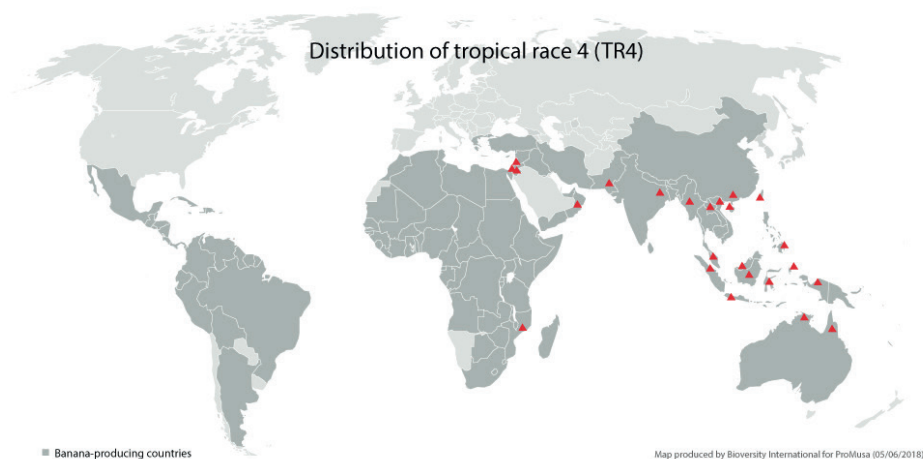 Distribution of tropical race 4 (TR4)
Banana-producing countries
Map produced by Bioversity International for ProMusa (05/06/2018)